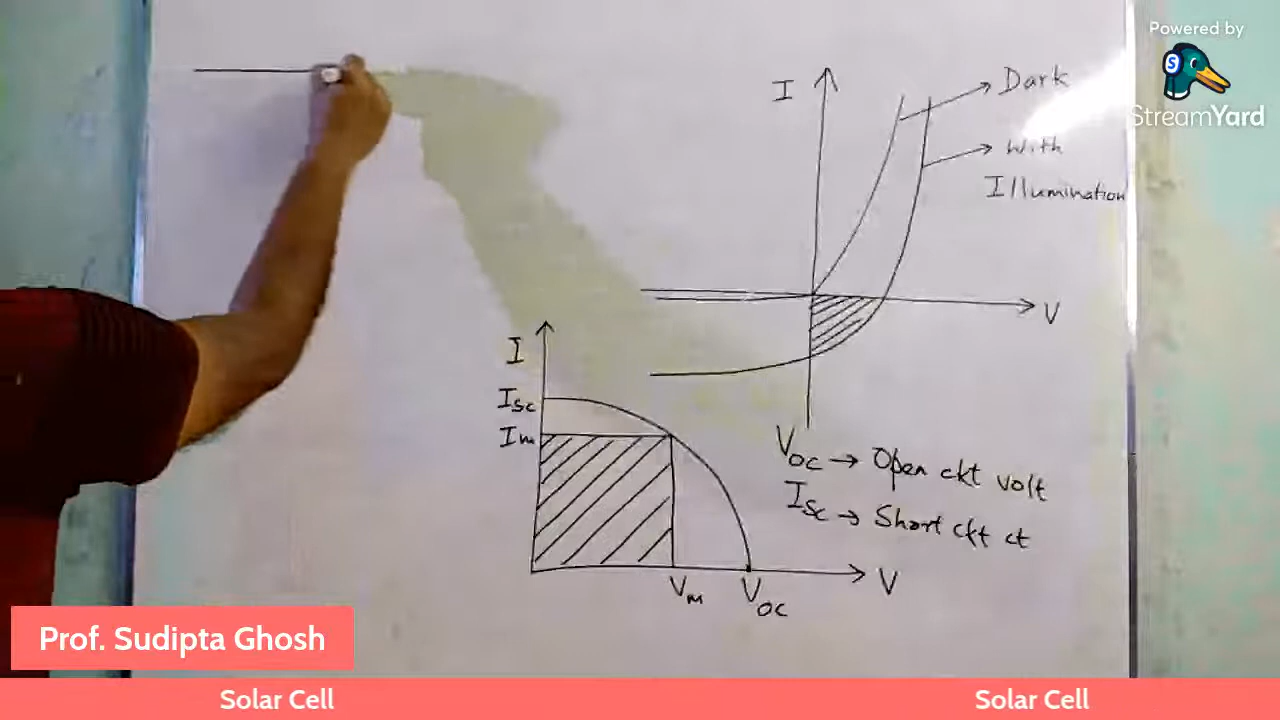 Powered by
StreamYard
I
Dark
With
Illumination
V
I
Isc
Im
Vm
Voc
V
Voc → Open ckt volt
Isc → Short ckt ct
Prof. Sudipta Ghosh
Solar Cell
Solar Cell